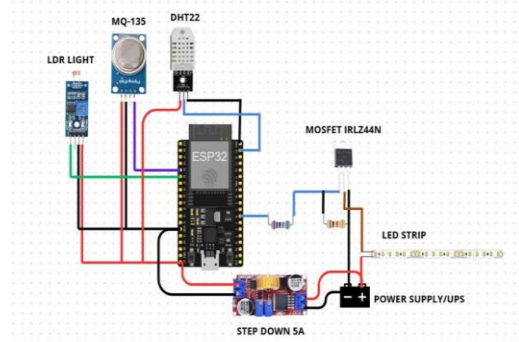 MQ-135
DHT22
LDR LIGHT
ESP32
MOSFET IRLZ44N
LED STRIP
POWER SUPPLY/UPS
STEP DOWN 5A